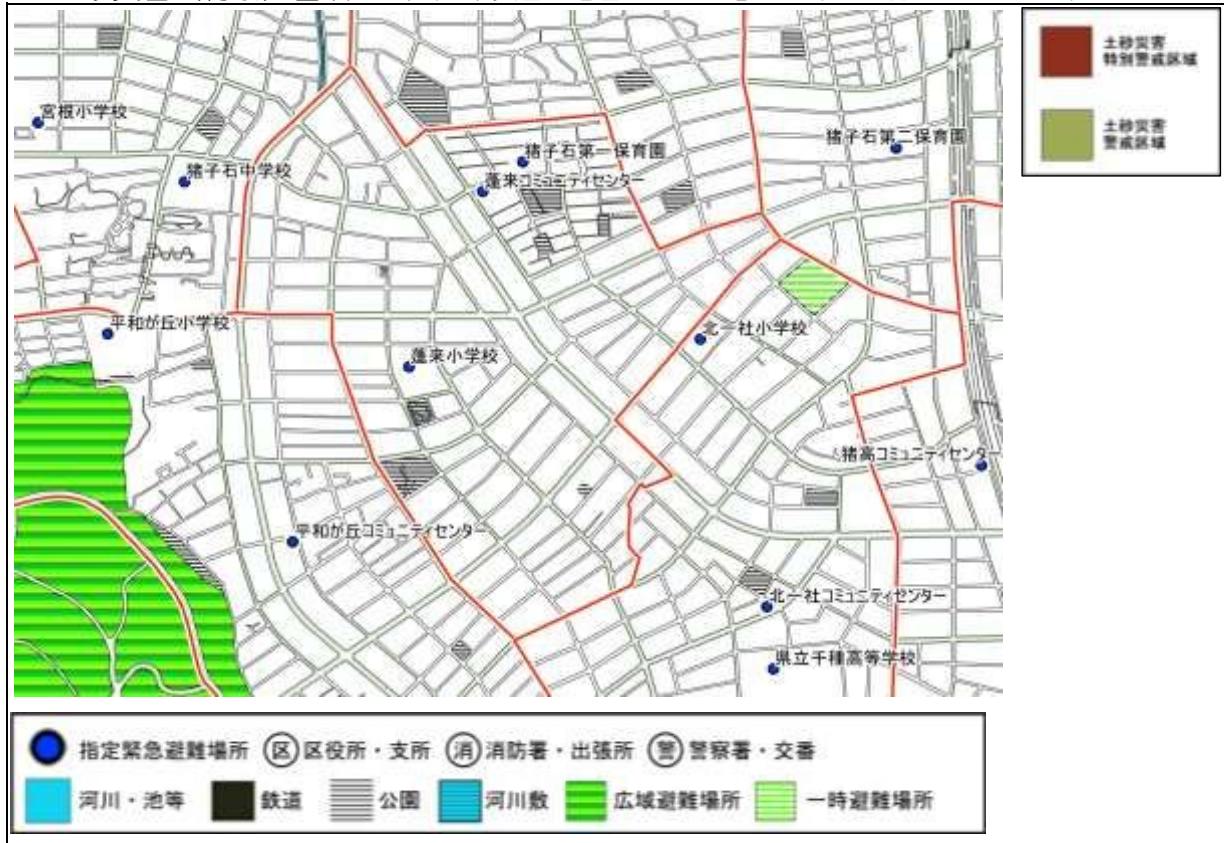 土砂災害
特別警戒区域
土砂災害
警戒区域
宮根小学校
猪子石中学校
猪子石第一保育園
蓬来コミュニティセンター
猪子石第二保育園
平和が丘小学校
蓬来小学校
北一社小学校
猪高コミュニティセンター
平和が丘コミュニティセンター
北一社コミュニティセンター
県立千種高等学校
指定緊急避難場所 区 区役所・支所 消 消防署・出張所 警 警察署・交番
河川・池等 鉄道 公園 河川敷 広域避難場所 一時避難場所